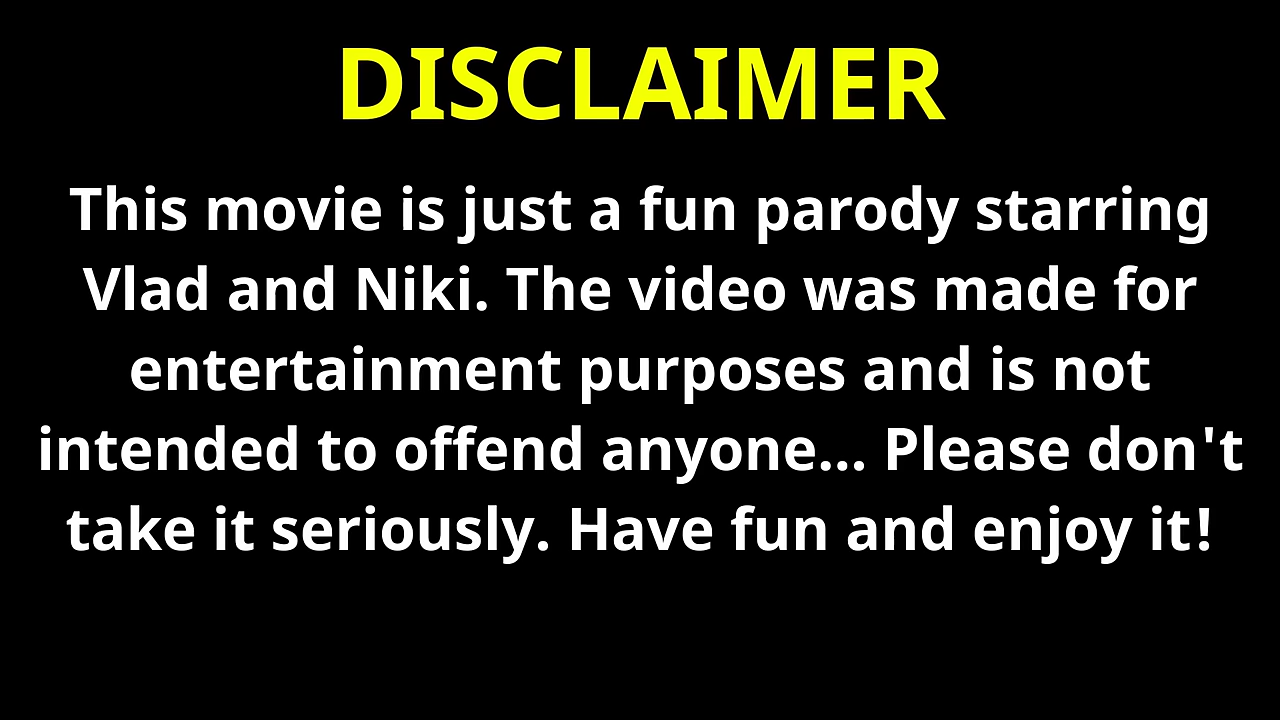 DISCLAIMER
This movie is just a fun parody starring
Vlad and Niki. The video was made for
entertainment purposes and is not
intended to offend anyone... Please don't
take it seriously. Have fun and enjoy it!